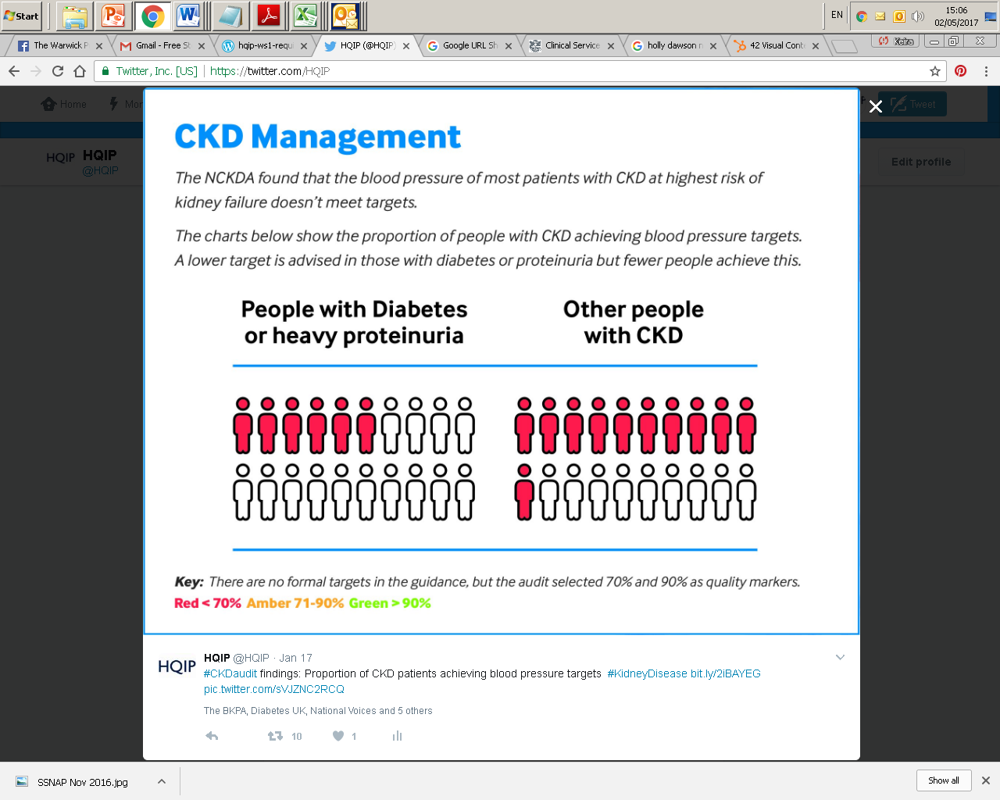 Start
EN
15:06
02/05/2017
The Warwick P
Gmail - Free St
hqip-ws1-requi
HQIP (@HQIP)
Google URL Sh
Clinical Service
holly dawson n
42 Visual Cont
Keira
Twitter, Inc. [US]
https://twitter.com/HQIP
Home
Mor
Tweet
HQIP
HQIP
@HQIP
Edit profile
CKD Management
The NCKDA found that the blood pressure of most patients with CKD at highest risk of
kidney failure doesn't meet targets.
The charts below show the proportion of people with CKD achieving blood pressure targets.
A lower target is advised in those with diabetes or proteinuria but fewer people achieve this.
People with Diabetes
or heavy proteinuria
Other people
with CKD
Key: There are no formal targets in the guidance, but the audit selected 70% and 90% as quality markers.
Red < 70% Amber 71-90% Green > 90%
HQIP
HQIP @HQIP · Jan 17
#CKDaudit findings: Proportion of CKD patients achieving blood pressure targets #KidneyDisease bit.ly/2iBAYEG
pic.twitter.com/sVJZNC2RCQ
The BKPA, Diabetes UK, National Voices and 5 others
10
1
SSNAP Nov 2016.jpg
Show all